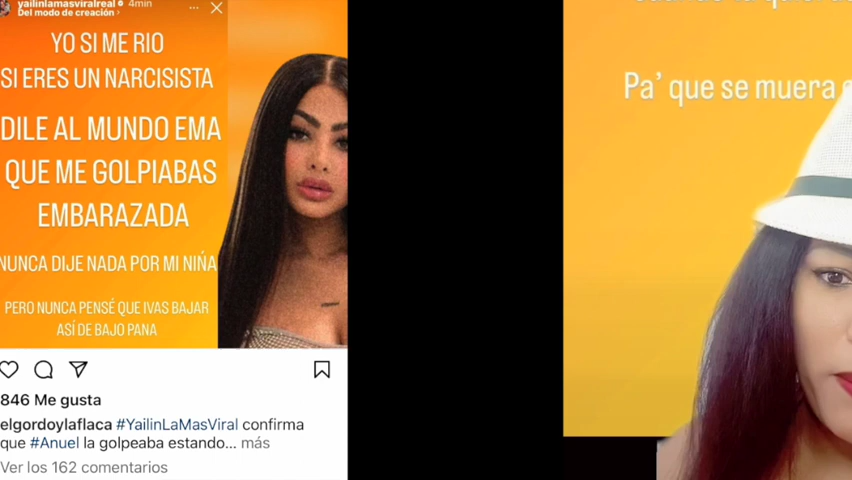 yailinlamasviralreal 4min
Del modo de creación ›
YO SI ME RIO
SI ERES UN NARCISISTA
DILE AL MUNDO EMA
QUE ME GOLPIABAS
EMBARAZADA
NUNCA DIJE NADA POR MI NIÑA
PERO NUNCA PENSÉ QUE IVAS BAJAR
ASÍ DE BAJO PANA
846 Me gusta
elgordoylaflaca #YailinLaMasViral confirma
que #Anuel la golpeaba estando... más
Ver los 162 comentarios
Pa' que se muera